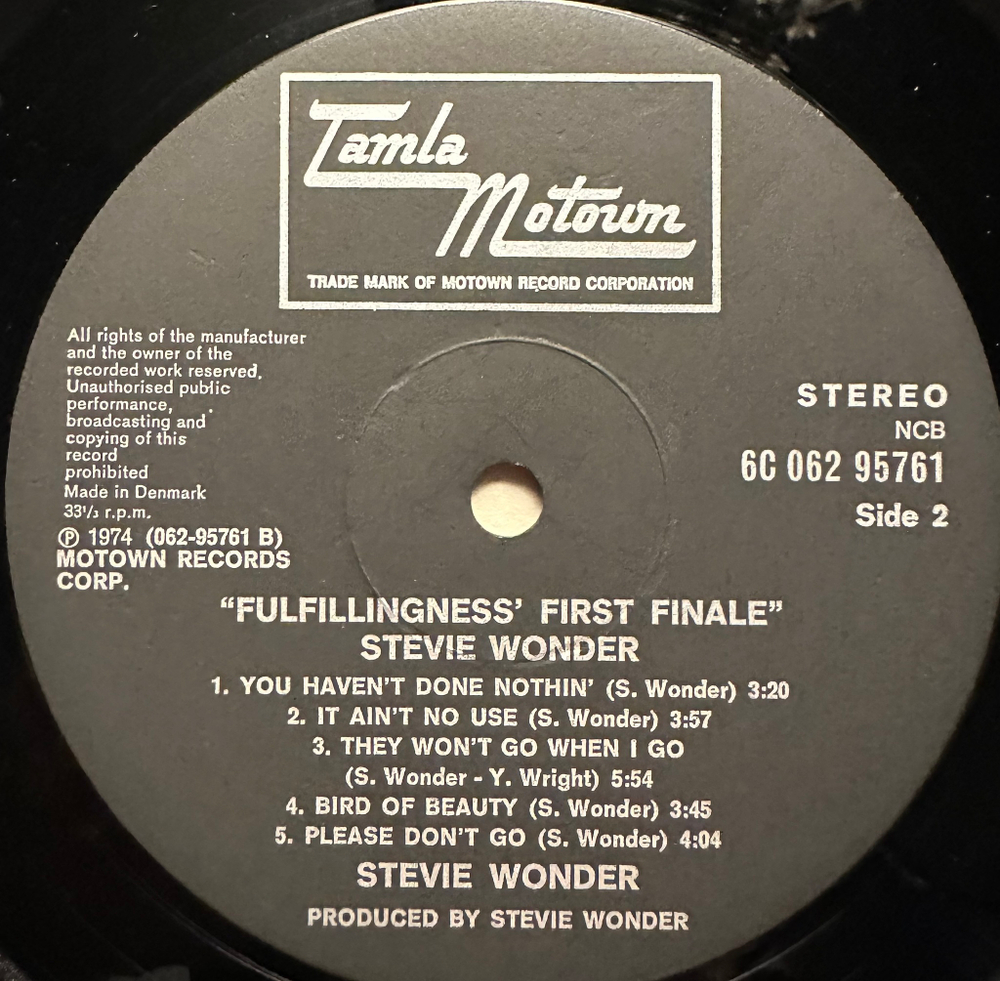 Tamla
Motown
TRADE MARK OF MOTOWN RECORD CORPORATION
All rights of the manufacturer
and the owner of the
recorded work reserved.
Unauthorised public
performance,
broadcasting and
copying of this
record
prohibited
Made in Denmark
33⅓ r.p.m.
℗ 1974 (062-95761 B)
MOTOWN RECORDS
CORP.
STEREO
NCB
6C 062 95761
Side 2
“FULFILLINGNESS’ FIRST FINALE”
STEVIE WONDER
1. YOU HAVEN’T DONE NOTHIN’ (S. Wonder) 3:20
2. IT AIN’T NO USE (S. Wonder) 3:57
3. THEY WON’T GO WHEN I GO
(S. Wonder - Y. Wright) 5:54
4. BIRD OF BEAUTY (S. Wonder) 3:45
5. PLEASE DON’T GO (S. Wonder) 4:04
STEVIE WONDER
PRODUCED BY STEVIE WONDER